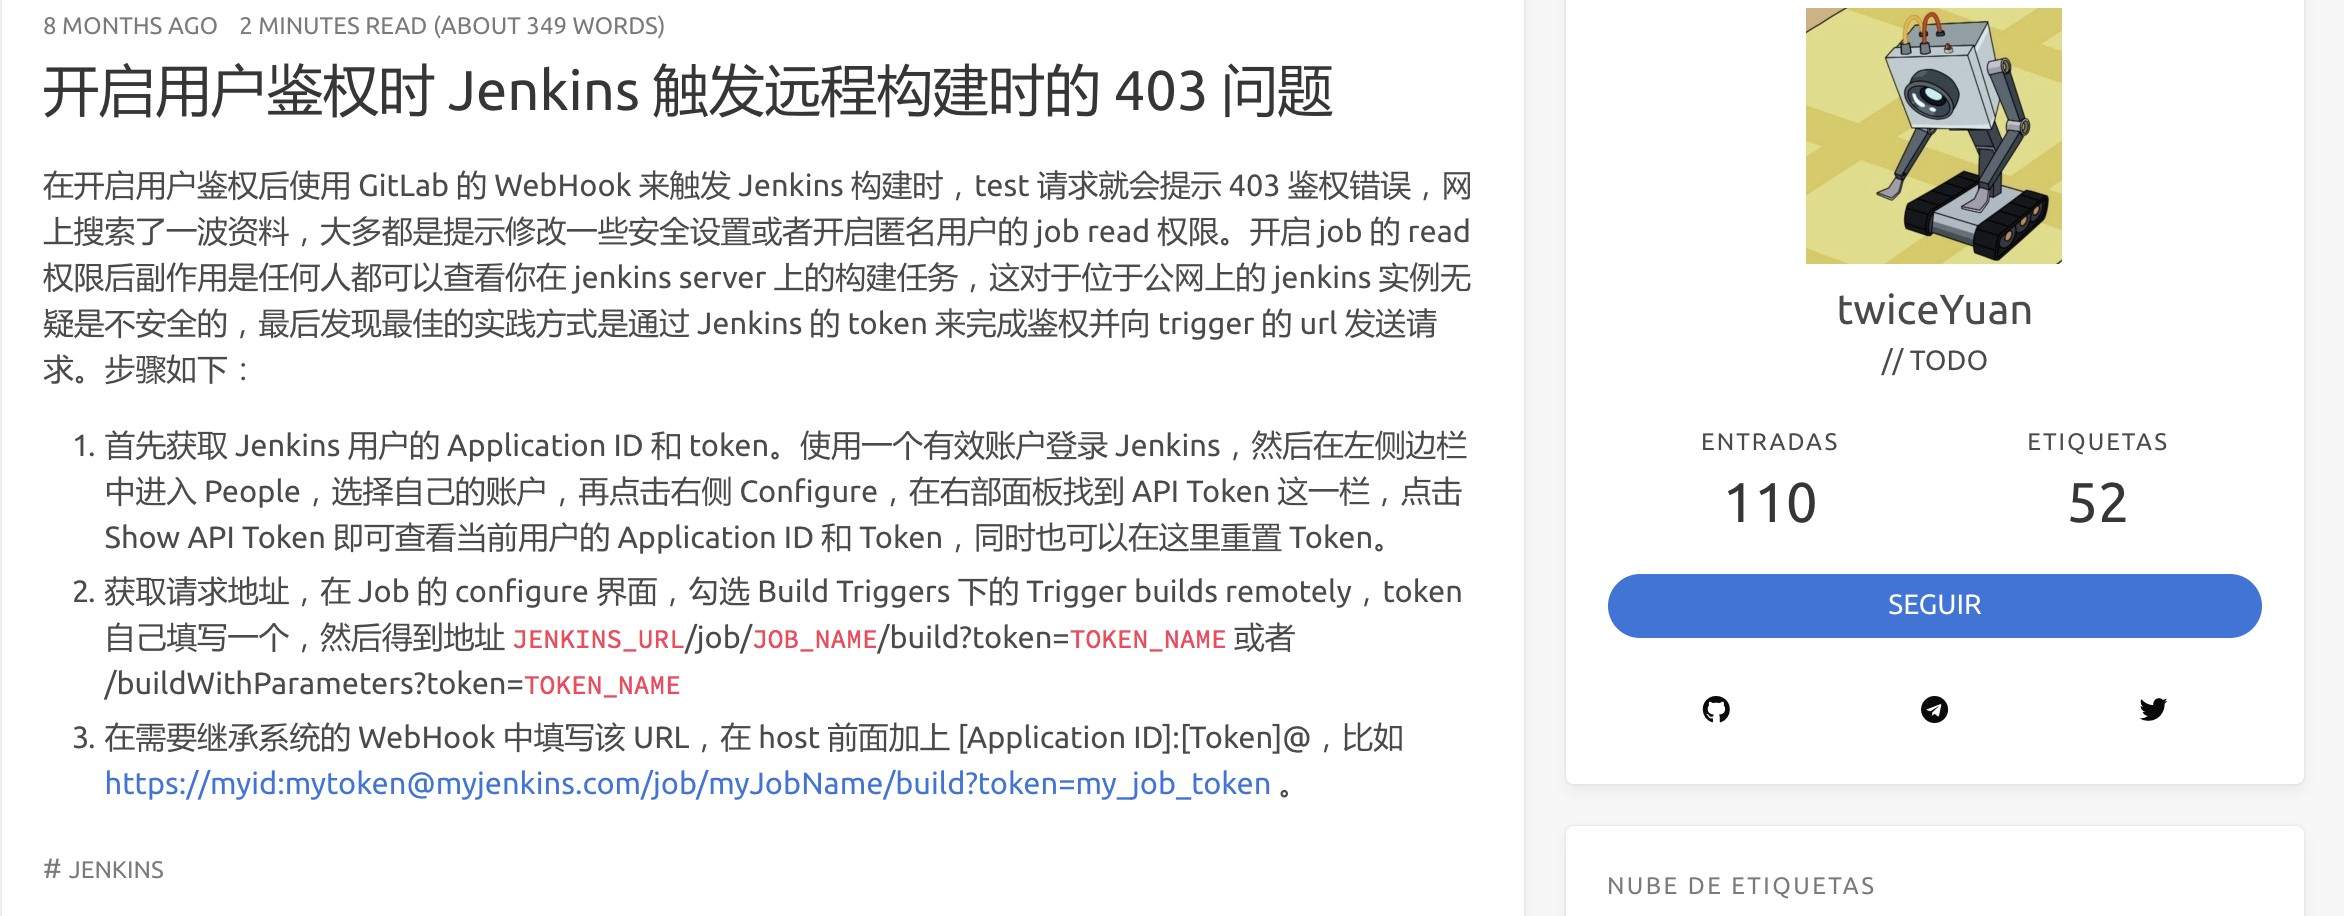 8 MONTHS AGO 2 MINUTES READ (ABOUT 349 WORDS)
开启用户鉴权时 Jenkins 触发远程构建时的 403 问题
在开启用户鉴权后使用 GitLab 的 WebHook 来触发 Jenkins 构建时，test 请求就会提示 403 鉴权错误，网
上搜索了一波资料，大多都是提示修改一些安全设置或者开启匿名用户的 job read 权限。开启 job 的 read
权限后副作用是任何人都可以查看你在 jenkins server 上的构建任务，这对于位于公网上的 jenkins 实例无
疑是不安全的，最后发现最佳的实践方式是通过 Jenkins 的 token 来完成鉴权并向 trigger 的 url 发送请
求。步骤如下：
1. 首先获取 Jenkins 用户的 Application ID 和 token。使用一个有效账户登录 Jenkins，然后在左侧边栏
中进入 People，选择自己的账户，再点击右侧 Configure，在右部面板找到 API Token 这一栏，点击
Show API Token 即可查看当前用户的 Application ID 和 Token，同时也可以在这里重置 Token。
2. 获取请求地址，在 Job 的 configure 界面，勾选 Build Triggers 下的 Trigger builds remotely，token
自己填写一个，然后得到地址 JENKINS_URL/job/JOB_NAME/build?token=TOKEN_NAME 或者
/buildWithParameters?token=TOKEN_NAME
3. 在需要继承系统的 WebHook 中填写该 URL，在 host 前面加上 [Application ID]:[Token]@，比如
https://myid:mytoken@myjenkins.com/job/myJobName/build?token=my_job_token 。
# JENKINS
twiceYuan
// TODO
ENTRADAS ETIQUETAS
110 52
SEGUIR
NUBE DE ETIQUETAS